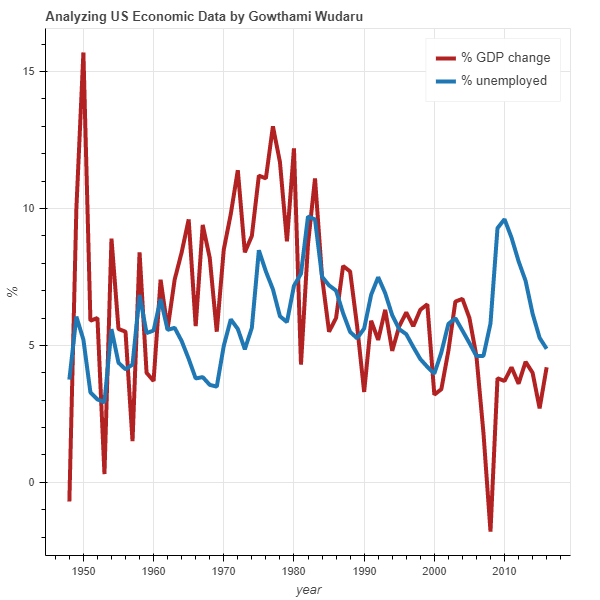 Analyzing US Economic Data by Gowthami Wudaru
% GDP change
% unemployed
15
10
5
0
%
1950 1960 1970 1980 1990 2000 2010
year